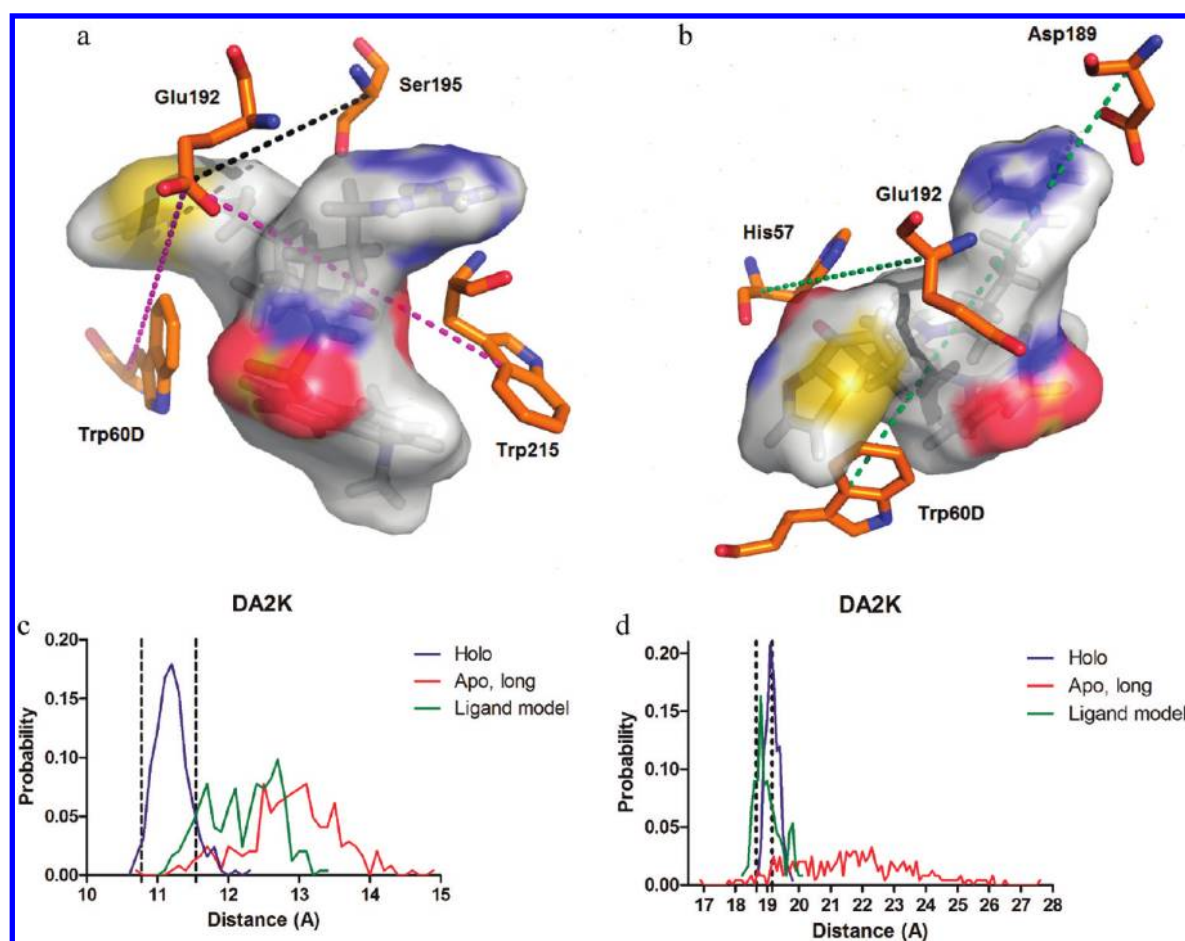 a
Glu192
Ser195
Trp60D
Trp215
b
Asp189
Glu192
His57
Trp60D
c
DA2K
Probability
0.20
0.15
0.10
0.05
0.00
10 11 12 13 14 15
Distance (A)
Holo
Apo, long
Ligand model
d
DA2K
Probability
0.20
0.15
0.10
0.05
0.00
17 18 19 20 21 22 23 24 25 26 27 28
Distance (A)
Holo
Apo, long
Ligand model